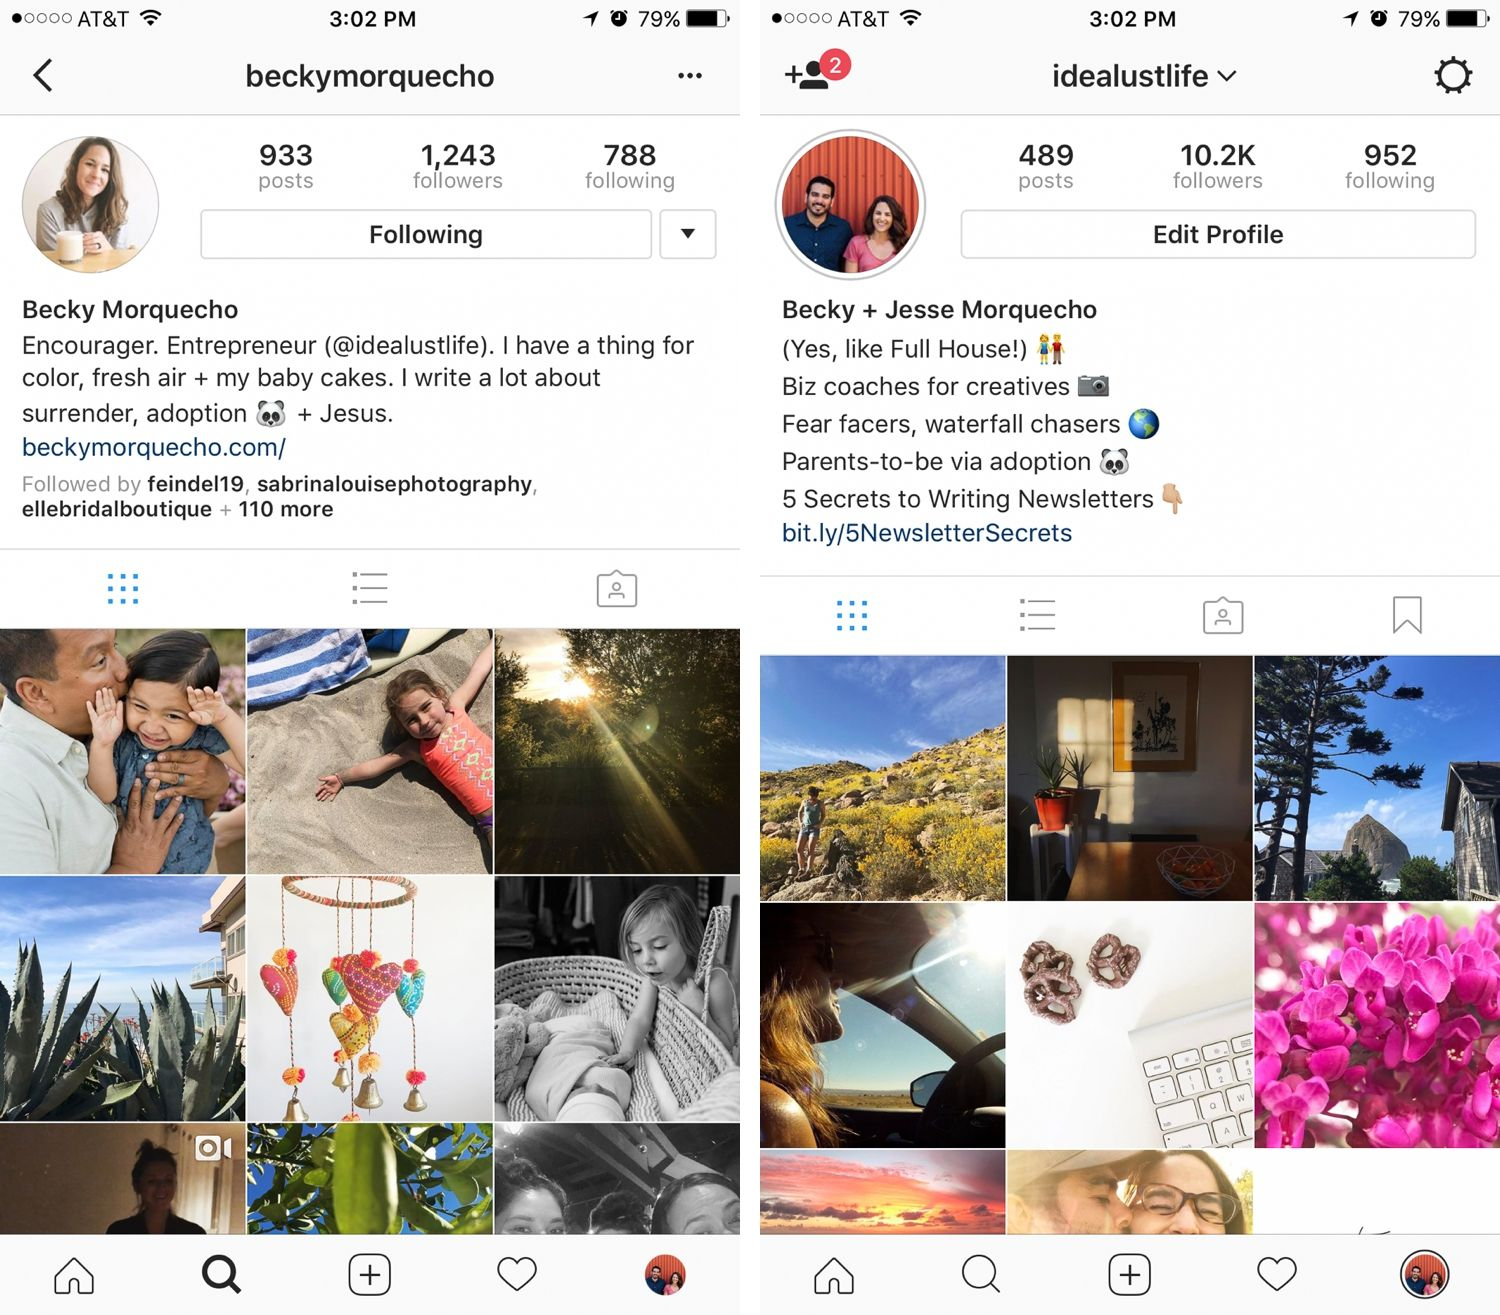 AT&T 3:02 PM 79%
beckymorquecho
933 1,243 788
posts followers following
Following
Becky Morquecho
Encourager. Entrepreneur (@idealustlife). I have a thing for
color, fresh air + my baby cakes. I write a lot about
surrender, adoption 🐼 + Jesus.
beckymorquecho.com/
Followed by feindel19, sabrinalouisephotography,
ellebridalboutique + 110 more
AT&T 3:02 PM 79%
2
idealustlife
489 10.2K 952
posts followers following
Edit Profile
Becky + Jesse Morquecho
(Yes, like Full House!) 👫
Biz coaches for creatives 📷
Fear facers, waterfall chasers 🌎
Parents-to-be via adoption 🐼
5 Secrets to Writing Newsletters 👇🏼
bit.ly/5NewsletterSecrets